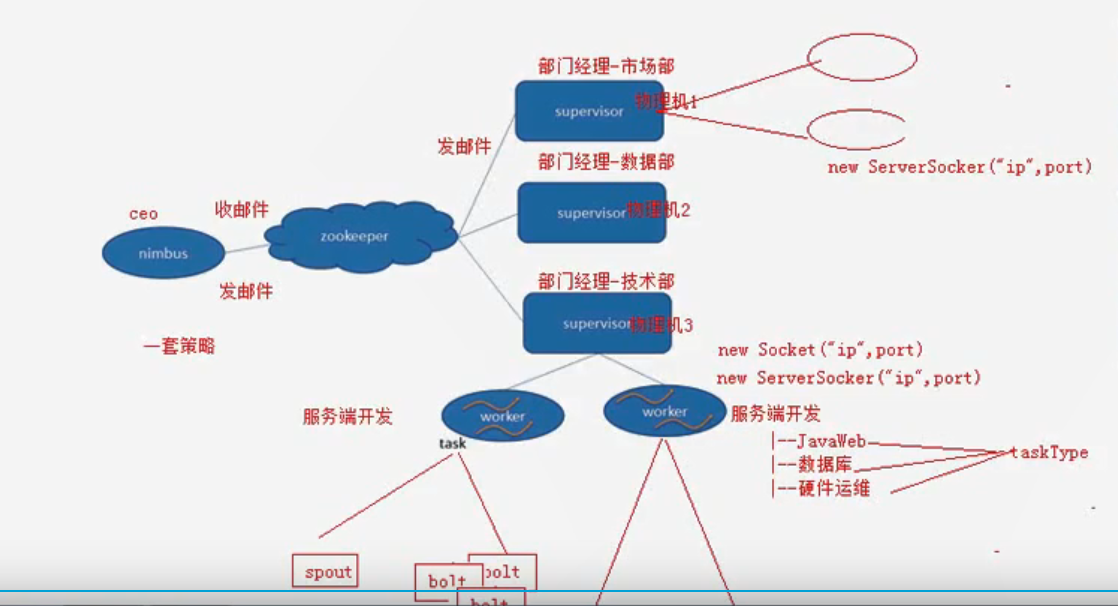 部门经理-市场部
supervisor
物理机1
发邮件
部门经理-数据部
new ServerSocker("ip",port)
ceo
收邮件
zookeeper
supervisor
物理机2
nimbus
发邮件
部门经理-技术部
supervisor
物理机3
一套策略
new Socket("ip",port)
new ServerSocker("ip",port)
服务端开发
worker
worker
服务端开发
task
|--JavaWeb
taskType
|--数据库
|--硬件运维
spout
bolt
bolt
bolt